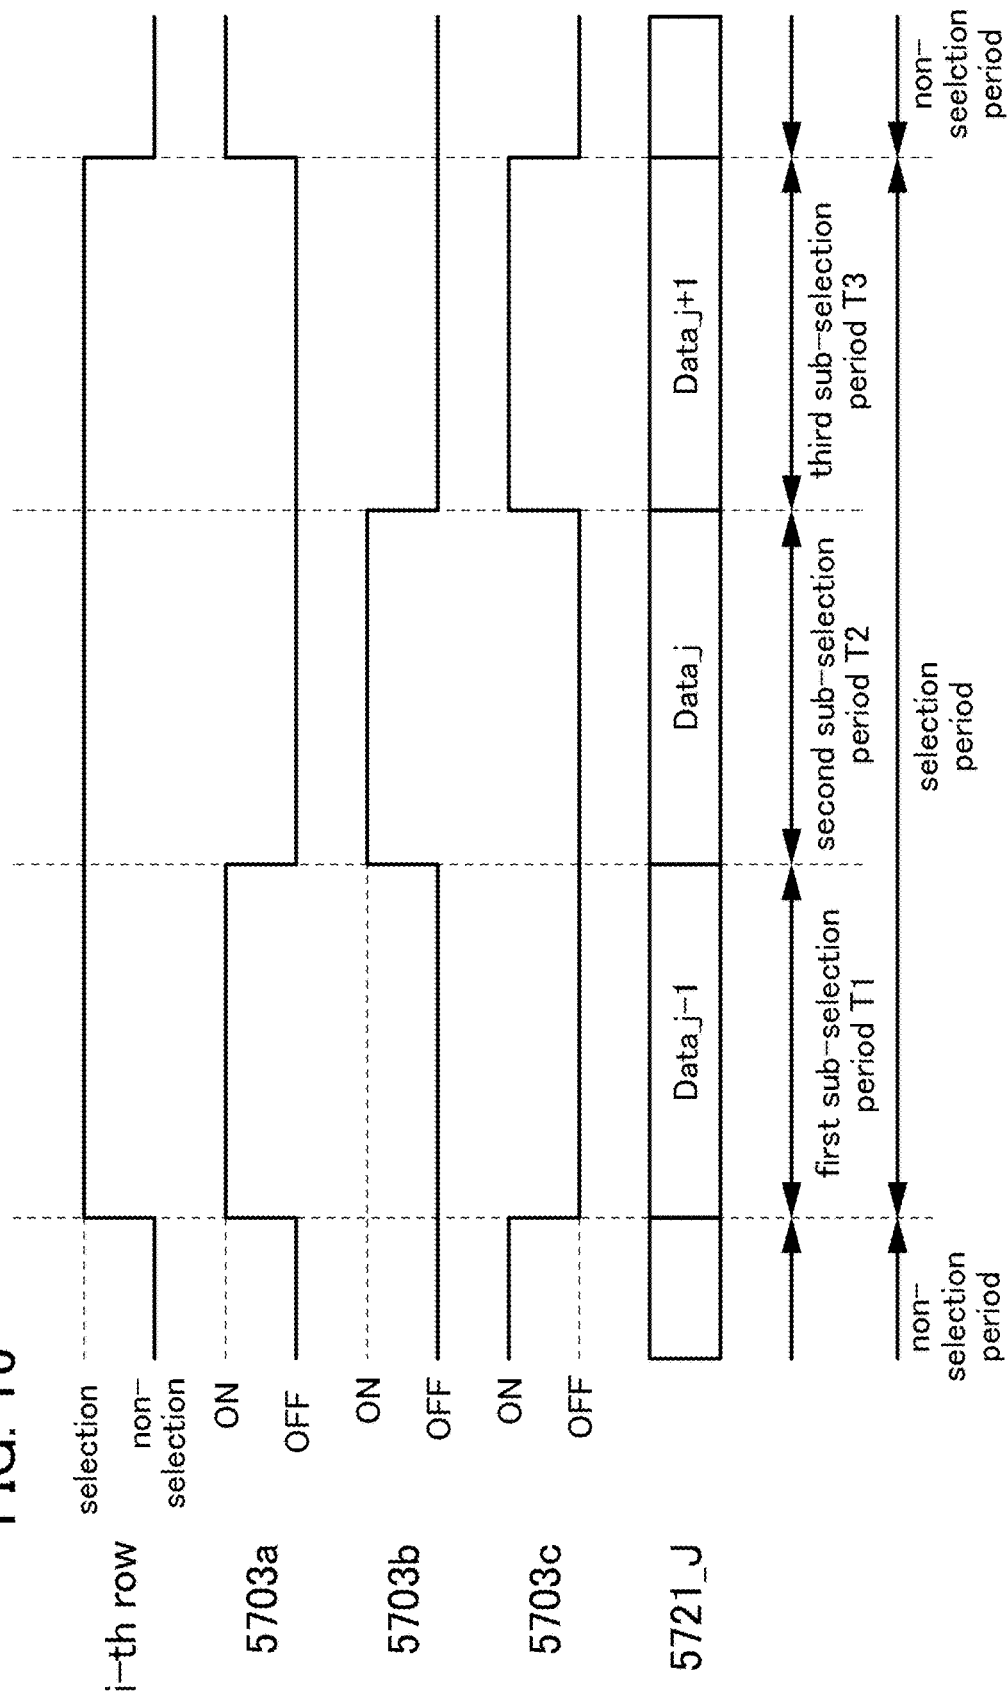 FIG.
i-th row
selection
non-
selection
5703a
ON
OFF
5703b
ON
OFF
5703c
ON
OFF
5721_J
Data_j-1
Data_j
Data_j+1
first sub-selection
period T1
second sub-selection
period T2
third sub-selection
period T3
non-
selection
period
selection
period
non-
seelction
period